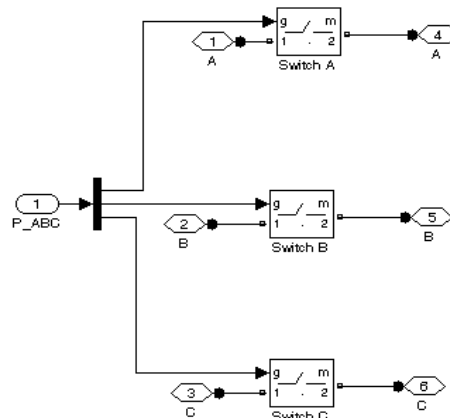 g m
1 . 2
1
A
Switch A
4
A
1
P_ABC
g m
1 . 2
2
B
Switch B
5
B
g m
1 . 2
3
C
Switch C
6
C